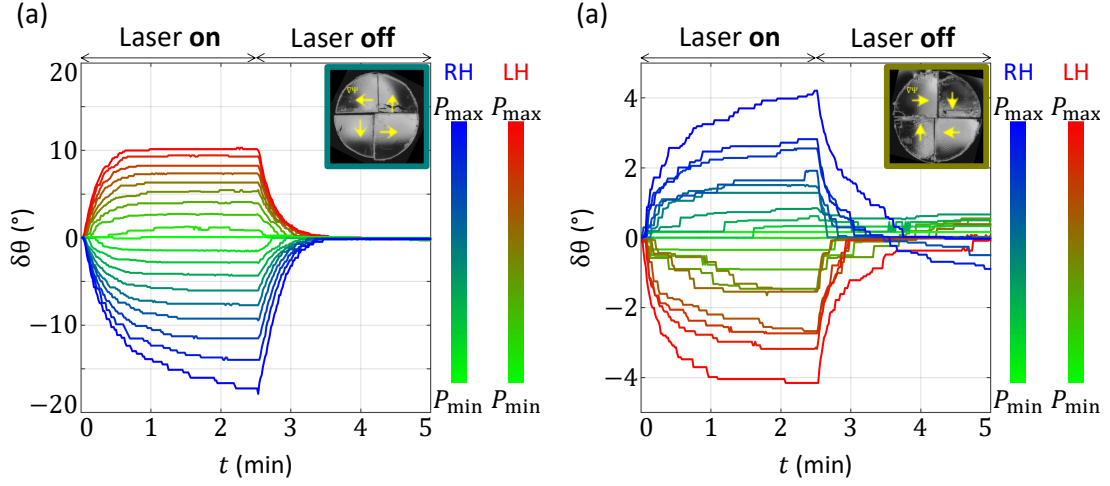 (a)
Laser on
Laser off
20
10
0
−10
−20
0
1
2
3
4
5
δθ (°)
t (min)
∇Ψ
RH
LH
Pmax
Pmax
Pmin
Pmin
(a)
Laser on
Laser off
4
2
0
−2
−4
0
1
2
3
4
5
δθ (°)
t (min)
∇Ψ
RH
LH
Pmax
Pmax
Pmin
Pmin